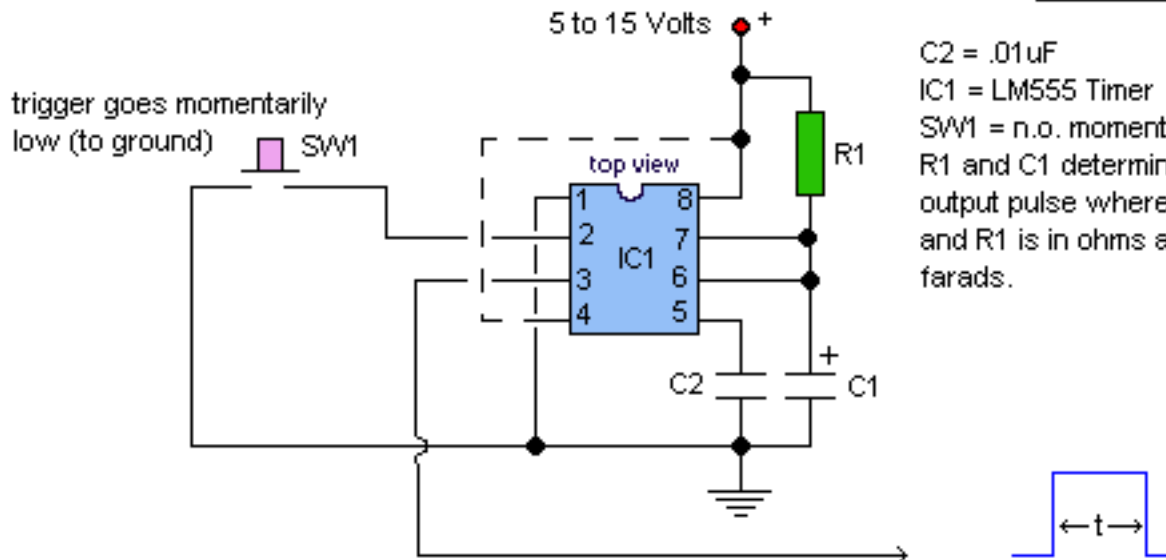 5 to 15 Volts
+
trigger goes momentarily
low (to ground)
SW1
top view
1
2
3
4
8
7
6
5
IC1
R1
C2
+
C1
C2 = .01uF
IC1 = LM555 Timer
SW1 = n.o.
R1 and C1
output pulse where
and R1 is in ohms
farads.
t